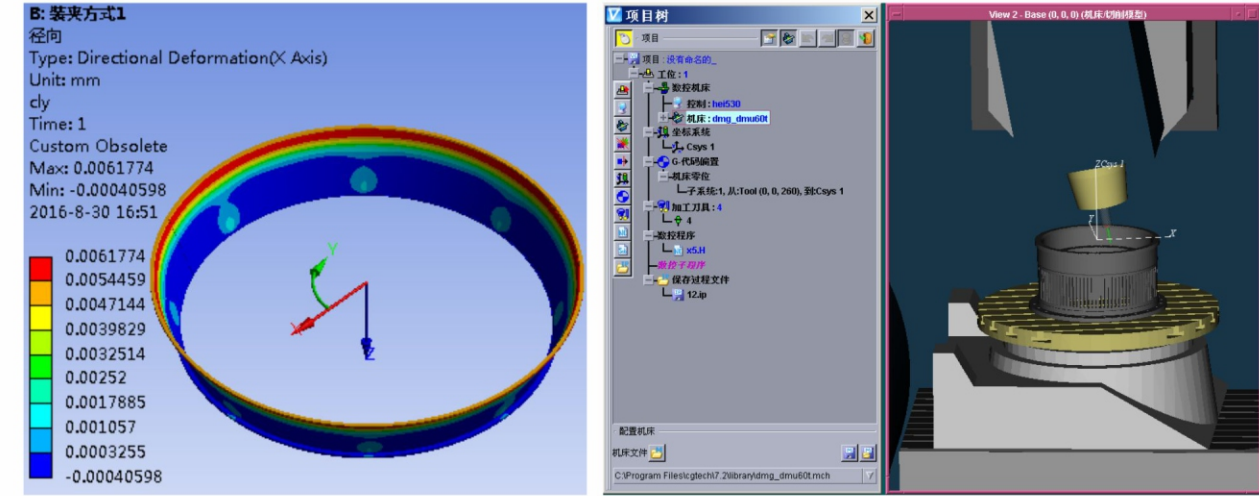 B: 装夹方式1
径向
Type: Directional Deformation(X Axis)
Unit: mm
cly
Time: 1
Custom Obsolete
Max: 0.0061774
Min: -0.00040598
2016-8-30 16:51
0.0061774
0.0054459
0.0047144
0.0039829
0.0032514
0.00252
0.0017885
0.001057
0.0003255
-0.00040598
Y
X
Z
项目树
项目
项目 : 没有命名的_
工位 : 1
数控机床
控制 : hei530
机床 : dmg_dmu60t
坐标系统
Csys 1
G-代码偏置
机床零位
子系统:1, 从:Tool (0, 0, 260), 到:Csys 1
加工刀具 : 4
4
数控程序
x5.H
数控子程序
保存过程文件
12.ip
配置机床
机床文件
C:\Program Files\cgtech\7.2\library\dmg_dmu60t.mch
View 2 - Base (0, 0, 0) (机床/切削模型)
ZCsys 1
Y
X